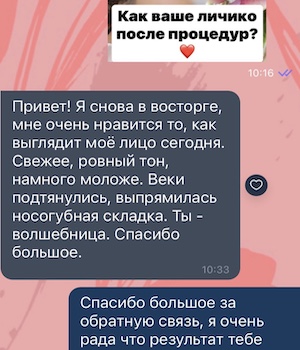 Как ваше личико
после процедур?
❤️
10:16
Привет! Я снова в восторге,
мне очень нравится то, как
выглядит моё лицо сегодня.
Свежее, ровный тон,
намного моложе. Веки
подтянулись, выпрямилась
носогубная складка. Ты -
волшебница. Спасибо
большое.
10:33
Спасибо большое за
обратную связь, я очень
рада что результат тебе